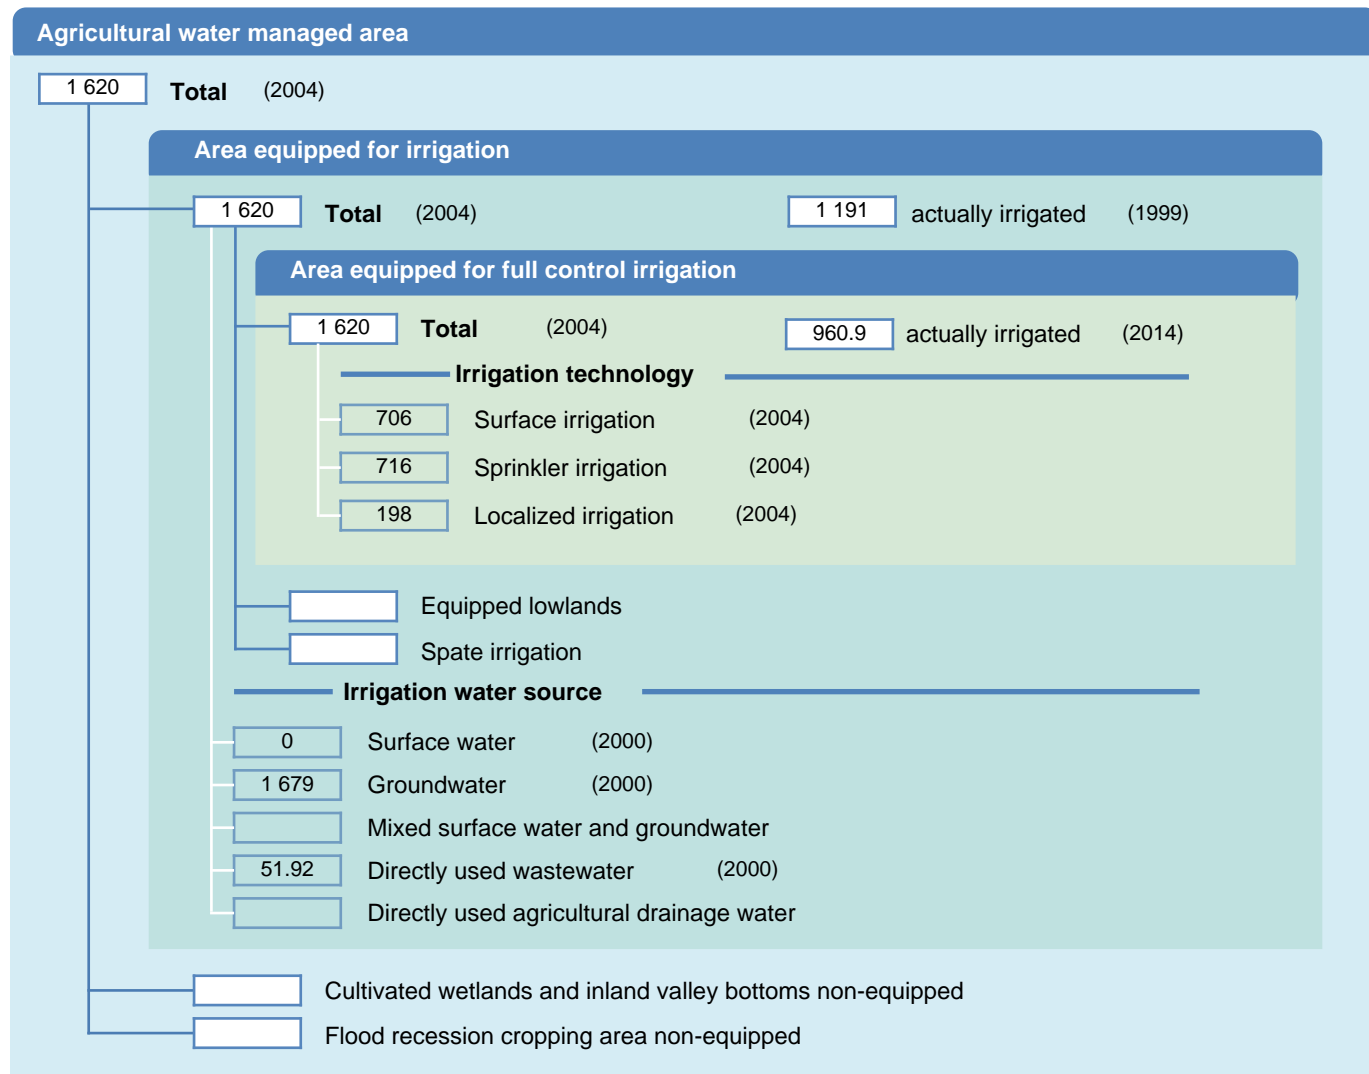 Agricultural water managed area
1 620 Total (2004)
Area equipped for irrigation
1 620 Total (2004) 1 191 actually irrigated (1999)
Area equipped for full control irrigation
1 620 Total (2004) 960.9 actually irrigated (2014)
Irrigation technology
706 Surface irrigation (2004)
716 Sprinkler irrigation (2004)
198 Localized irrigation (2004)
Equipped lowlands
Spate irrigation
Irrigation water source
0 Surface water (2000)
1 679 Groundwater (2000)
Mixed surface water and groundwater
51.92 Directly used wastewater (2000)
Directly used agricultural drainage water
Cultivated wetlands and inland valley bottoms non-equipped
Flood recession cropping area non-equipped